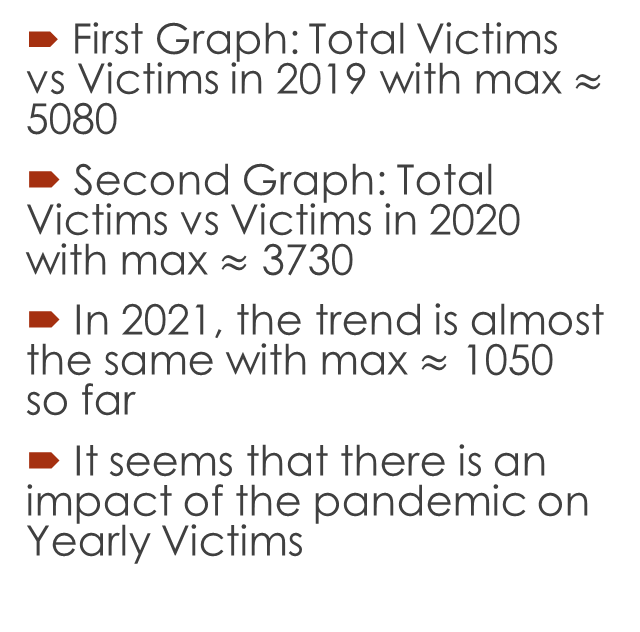 First Graph: Total Victims
vs Victims in 2019 with max ≈
5080
Second Graph: Total
Victims vs Victims in 2020
with max ≈ 3730
In 2021, the trend is almost
the same with max ≈ 1050
so far
It seems that there is an
impact of the pandemic on
Yearly Victims